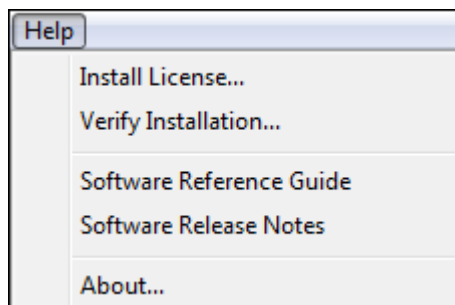 Help
Install License...
Verify Installation...
Software Reference Guide
Software Release Notes
About...